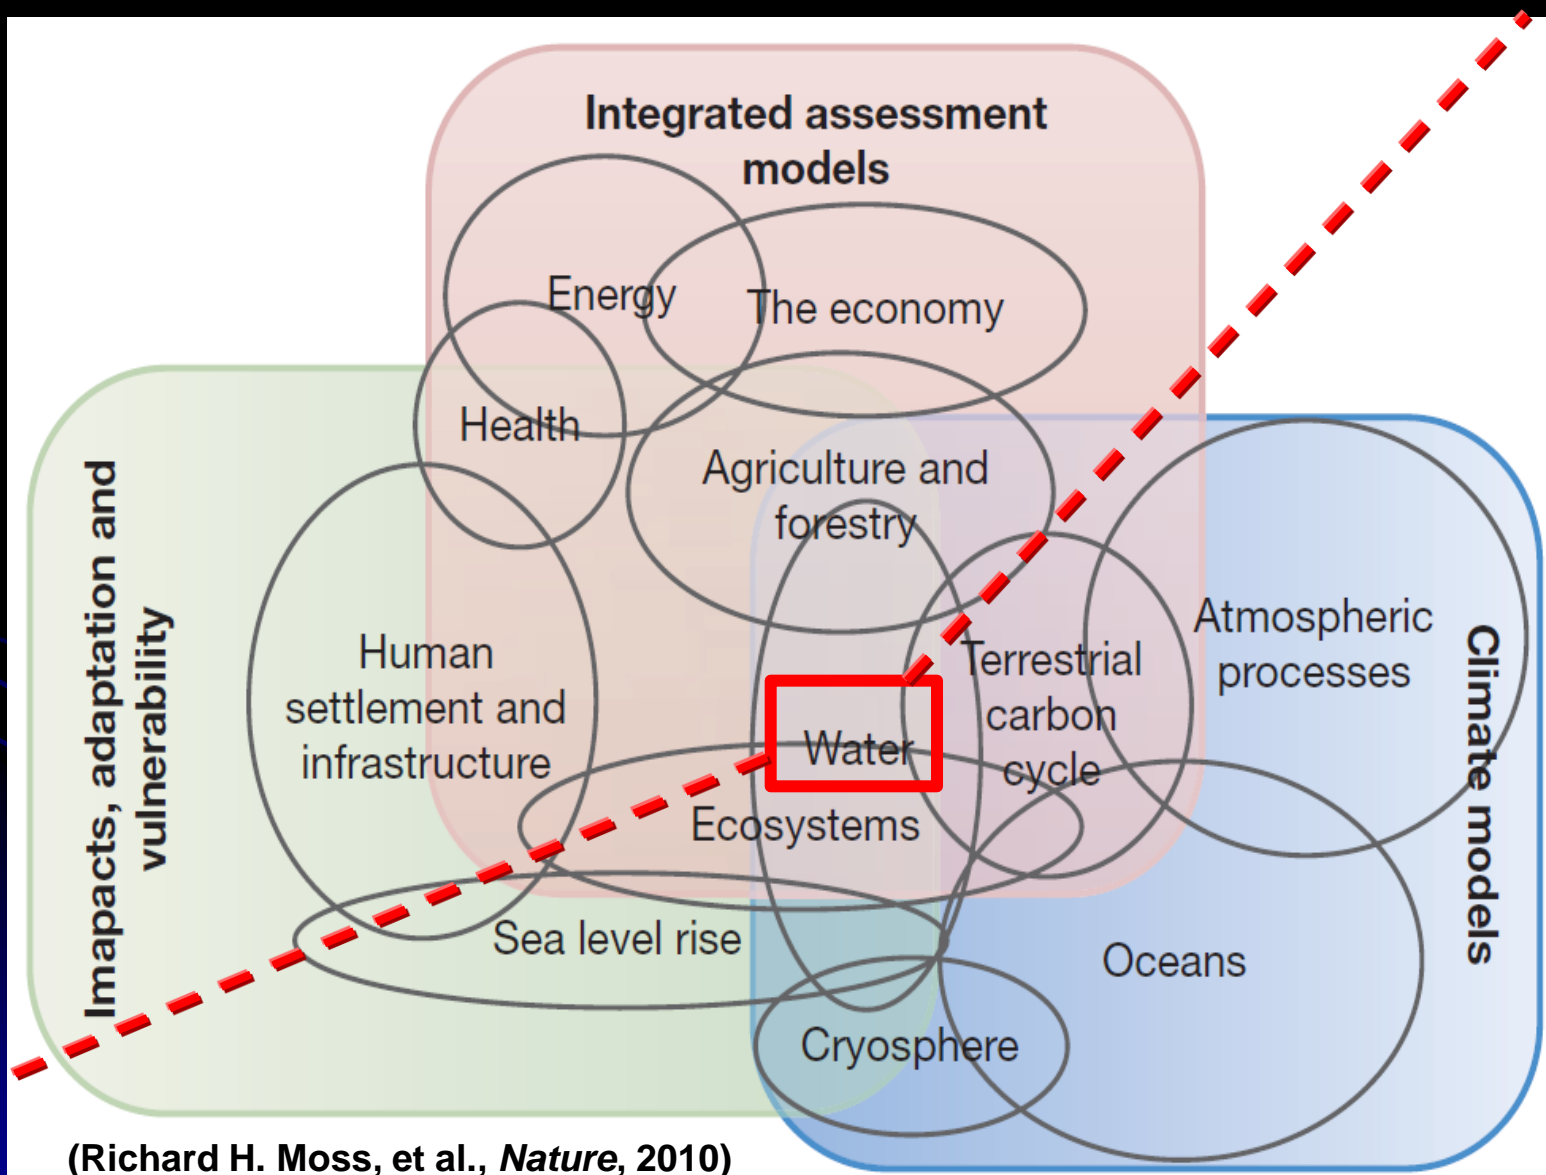 Integrated assessment
models
Energy
The economy
Health
Agriculture and
forestry
Imapacts, adaptation and
vulnerability
Human
settlement and
infrastructure
Water
Terrestrial
carbon
cycle
Atmospheric
processes
Climate models
Ecosystems
Sea level rise
Oceans
Cryosphere
(Richard H. Moss, et al., Nature, 2010)